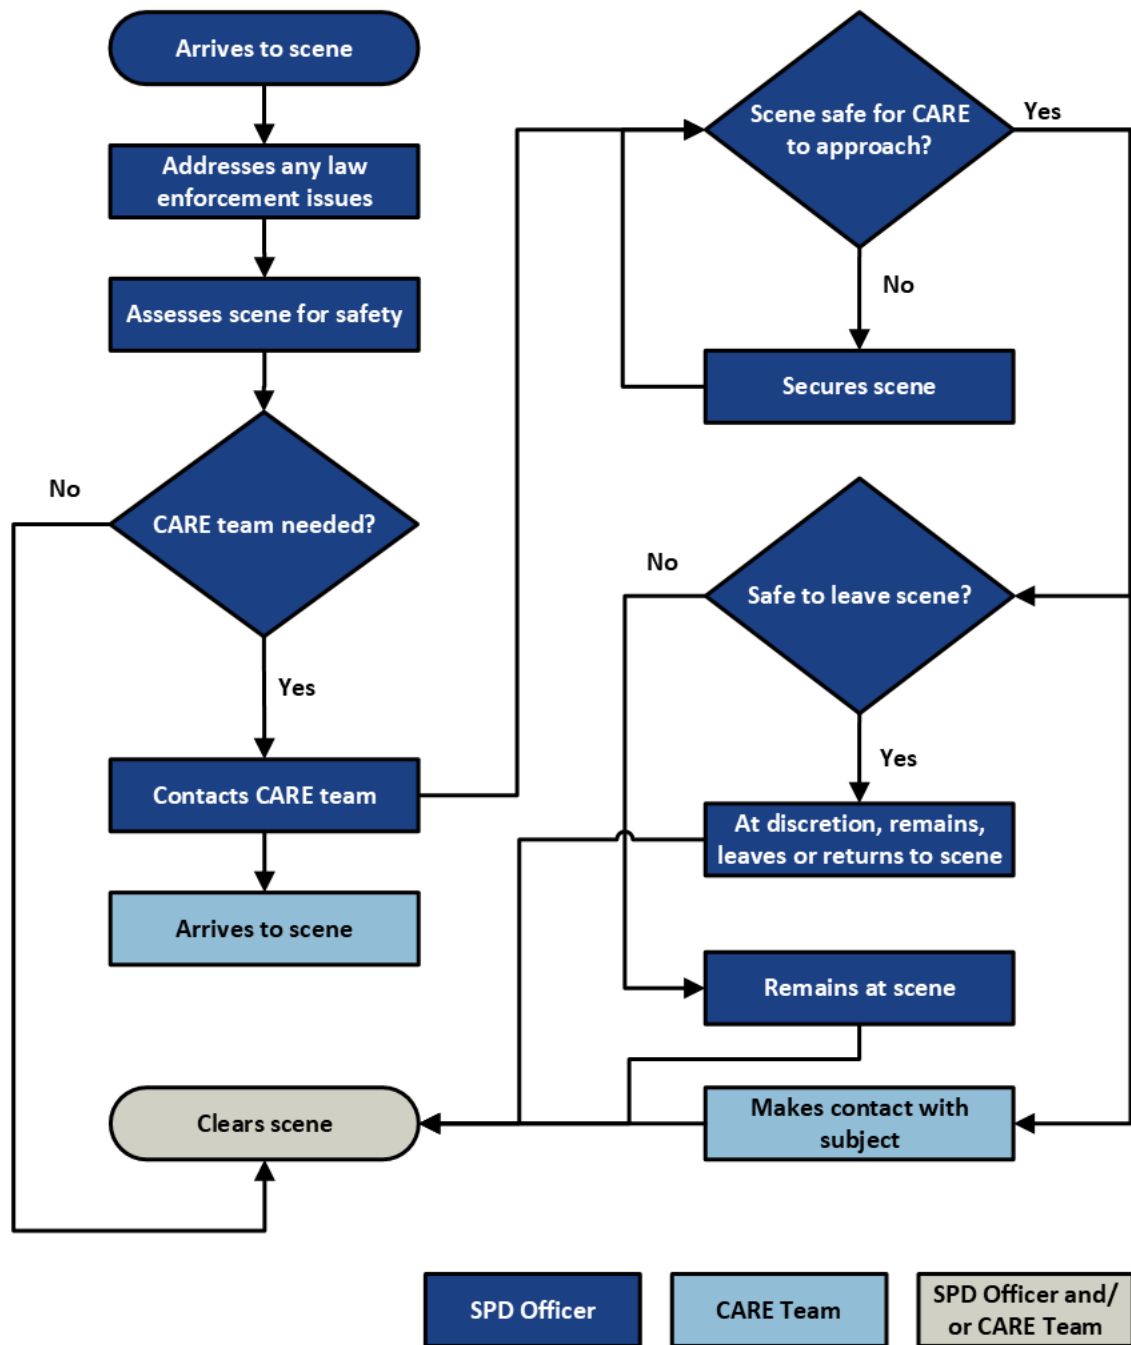 Arrives to scene
Addresses any law
enforcement issues
Assesses scene for safety
No
CARE team needed?
Yes
Contacts CARE team
Arrives to scene
Clears scene
Scene safe for CARE
to approach?
Yes
No
Secures scene
No
Safe to leave scene?
Yes
At discretion, remains,
leaves or returns to scene
Remains at scene
Makes contact with
subject
SPD Officer
CARE Team
SPD Officer and/
or CARE Team